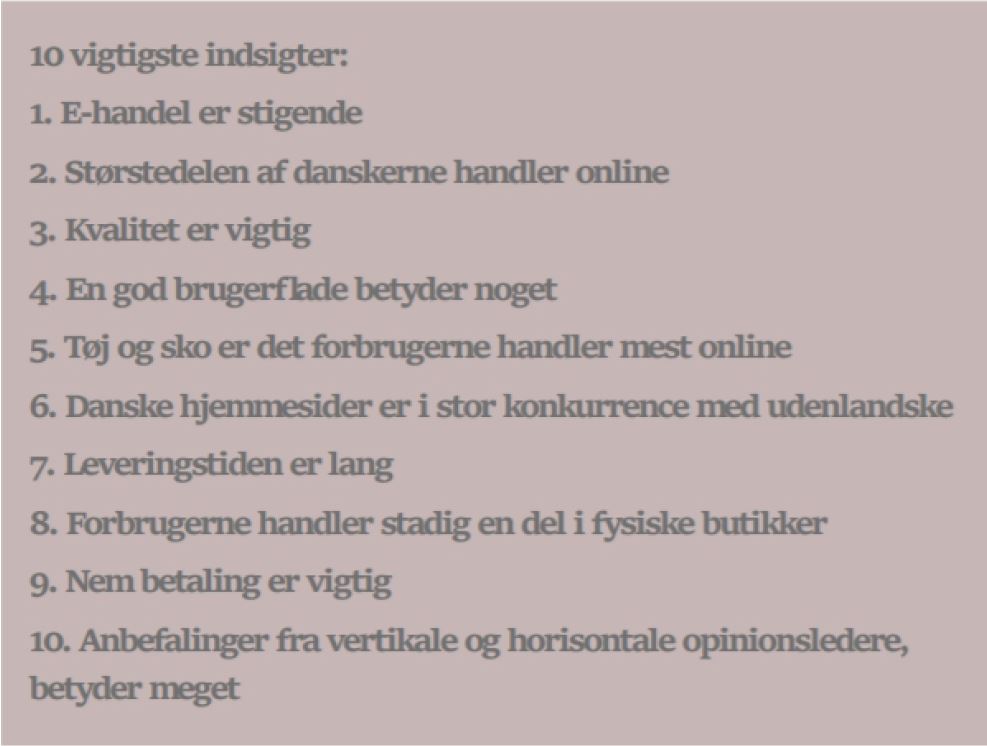 10 vigtigste indsigter:
1. E-handel er stigende
2. Størstedelen af danskerne handler online
3. Kvalitet er vigtig
4. En god brugerflade betyder noget
5. Tøj og sko er det forbrugerne handler mest online
6. Danske hjemmesider er i stor konkurrence med udenlandske
7. Leveringstiden er lang
8. Forbrugerne handler stadig en del i fysiske butikker
9. Nem betaling er vigtig
10. Anbefalinger fra vertikale og horisontale opinionsledere,
betyder meget